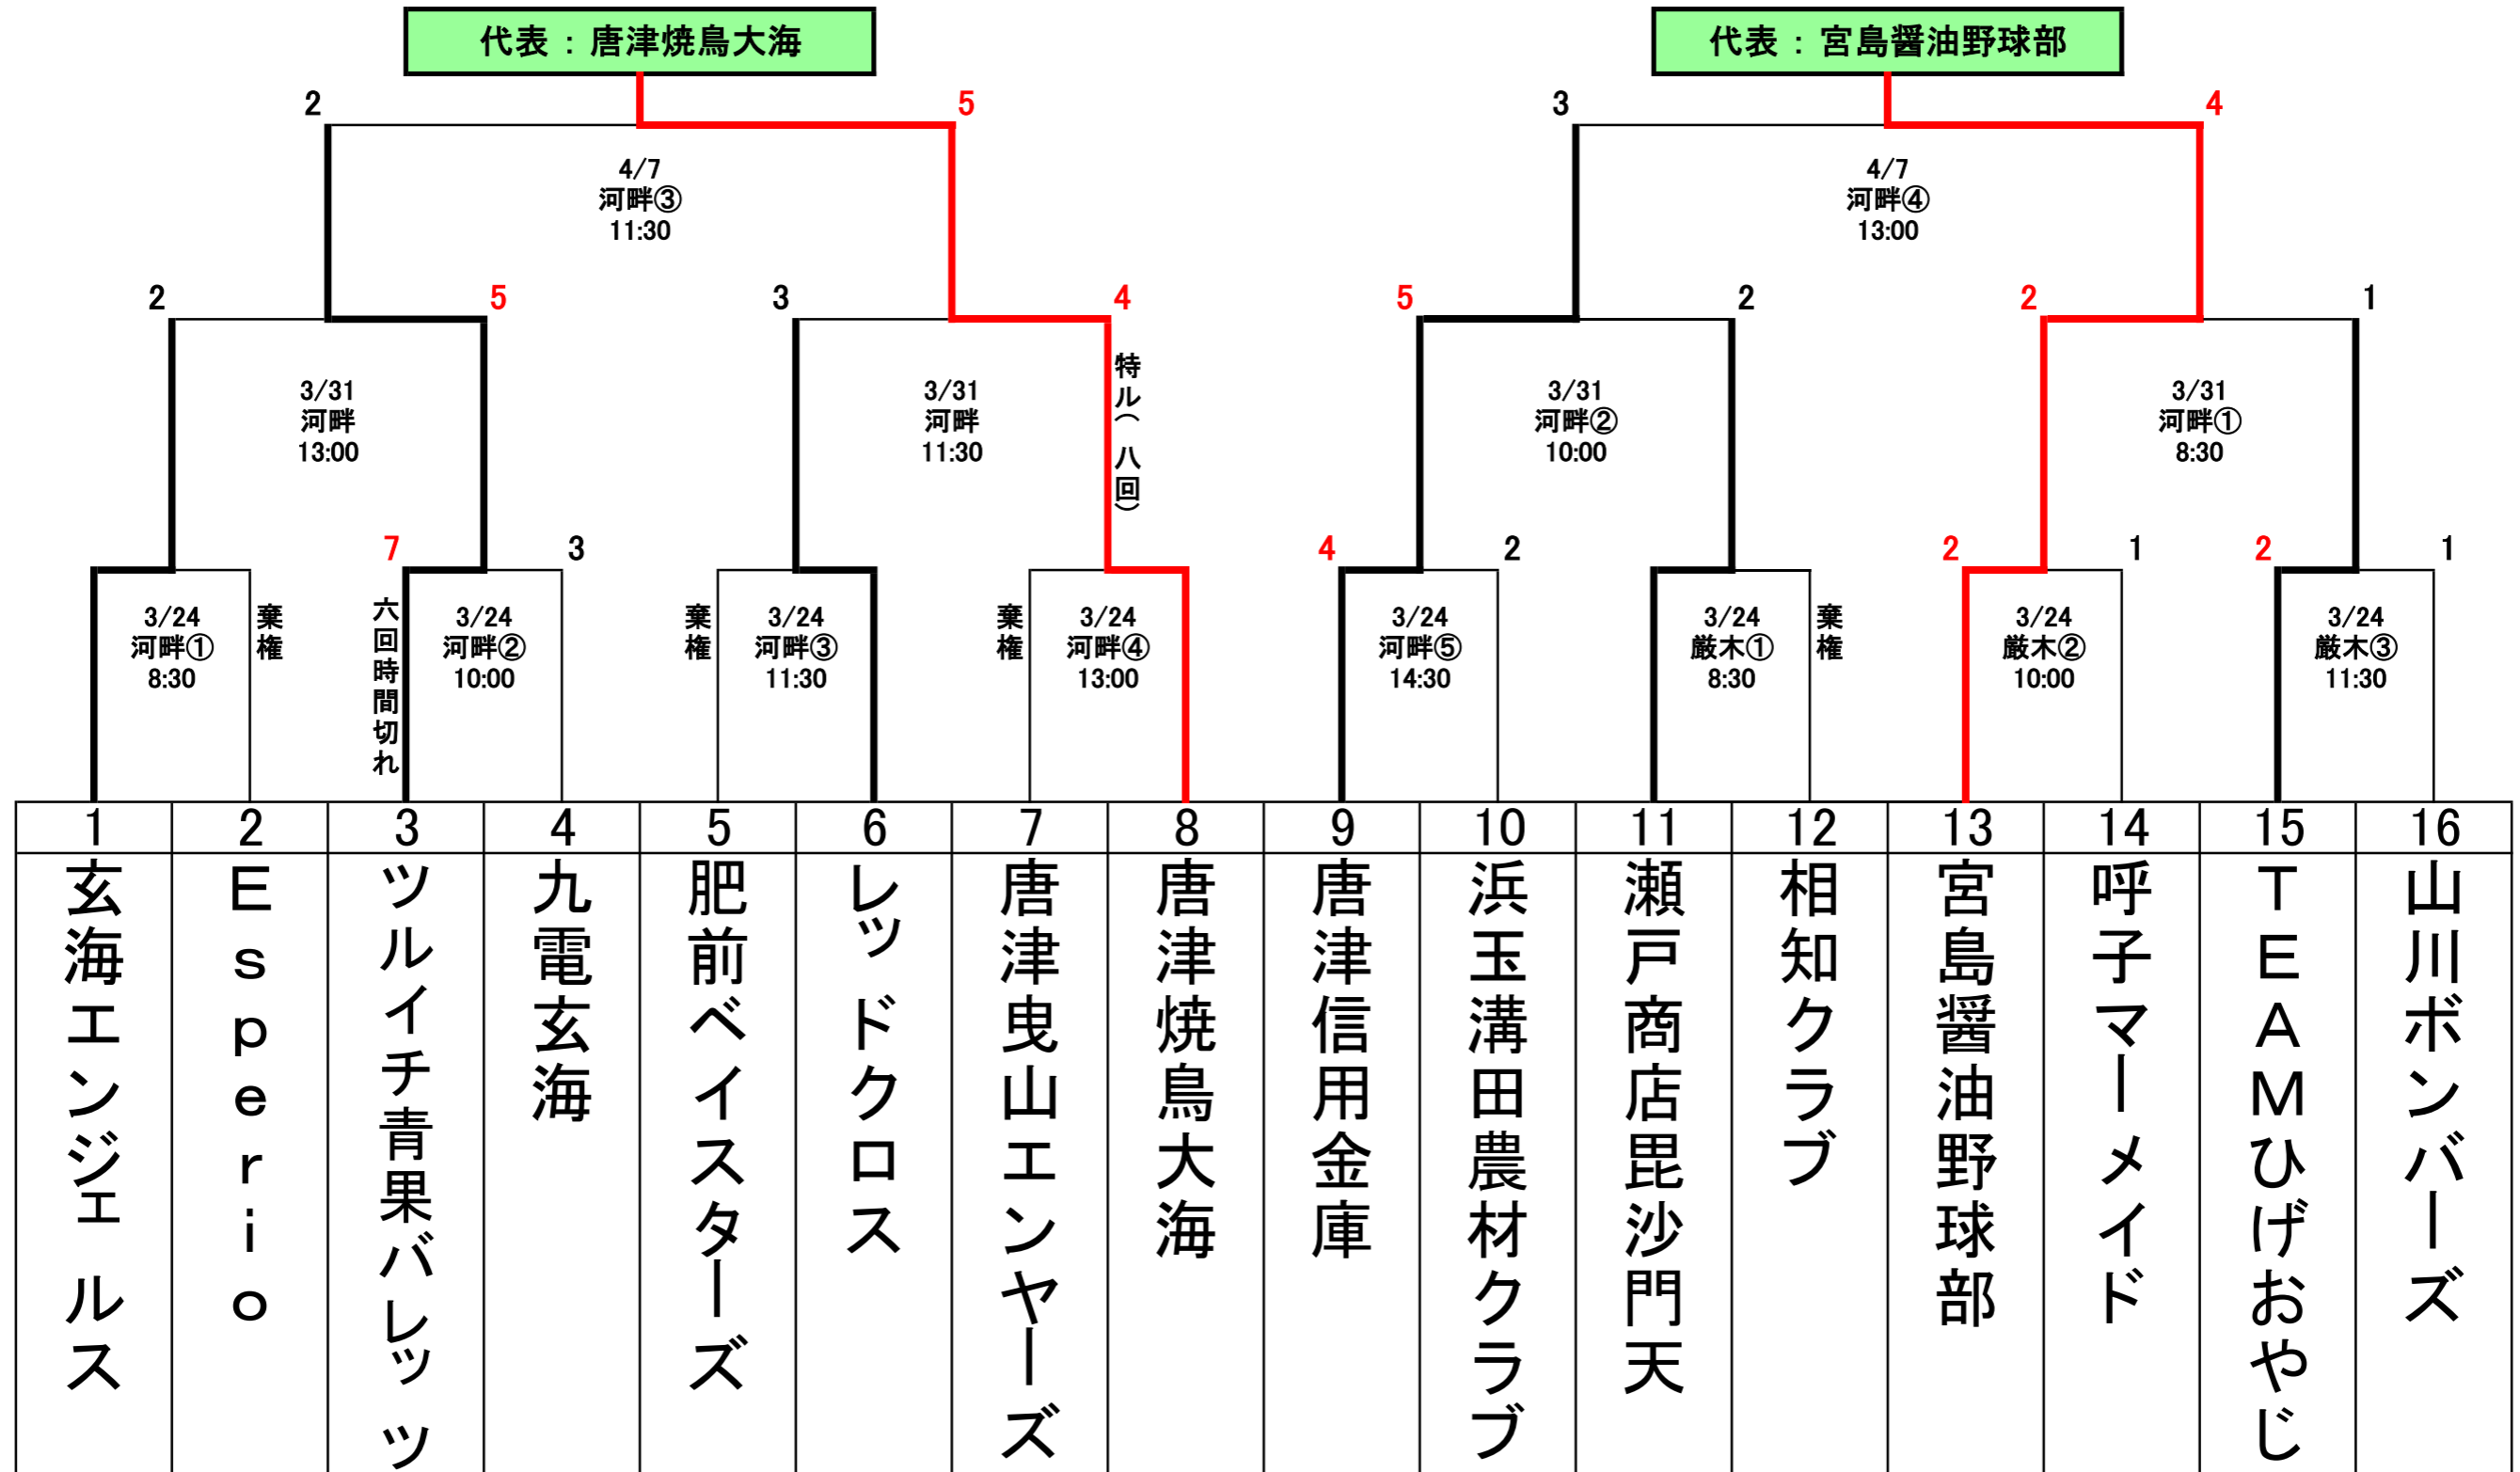 代表：唐津焼鳥大海
代表：宮島醤油野球部
2
5
3
4
4/7
河畔③
11:30
4/7
河畔④
13:00
2
5
3
4
5
2
2
1
特ル（八回）
3/31
河畔
13:00
3/31
河畔
11:30
3/31
河畔②
10:00
3/31
河畔①
8:30
7
3
4
2
2
1
2
1
3/24
河畔①
8:30
棄権
六回時間切れ
3/24
河畔②
10:00
棄権
3/24
河畔③
11:30
棄権
3/24
河畔④
13:00
3/24
河畔⑤
14:30
3/24
厳木①
8:30
棄権
3/24
厳木②
10:00
3/24
厳木③
11:30
1
2
3
4
5
6
7
8
9
10
11
12
13
14
15
16
玄海エンジェルス
Ｅｓｐｅｒｉｏ
ツルイチ青果バレッツ
九電玄海
肥前ベイスターズ
レッドクロス
唐津曳山エンヤーズ
唐津焼鳥大海
唐津信用金庫
浜玉溝田農材クラブ
瀬戸商店毘沙門天
相知クラブ
宮島醤油野球部
呼子マーメイド
ＴＥＡＭひげおやじ
山川ボンバーズ